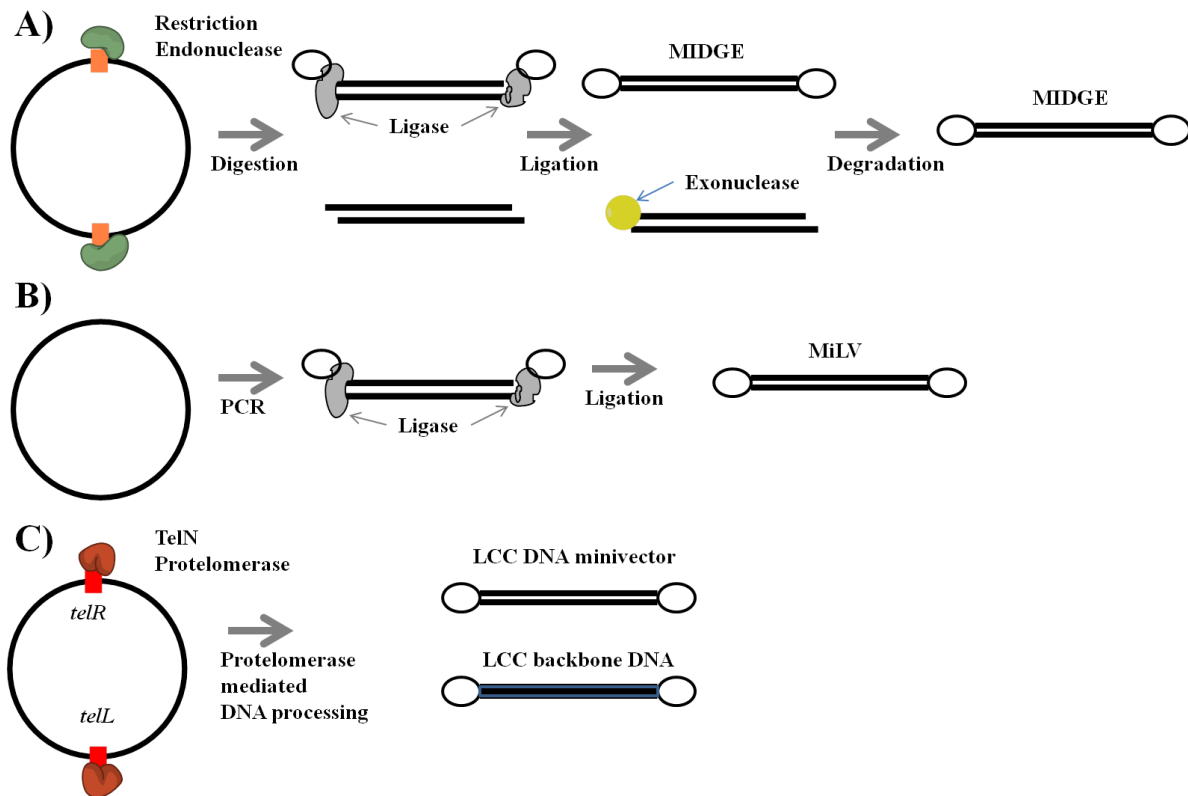 A)
Restriction
Endonuclease
Digestion
Ligase
Ligation
MIDGE
Exonuclease
Degradation
MIDGE
B)
PCR
Ligase
Ligation
MiLV
C)
TelN
Protelomerase
telR
telL
Protelomerase
mediated
DNA processing
LCC DNA minivector
LCC backbone DNA